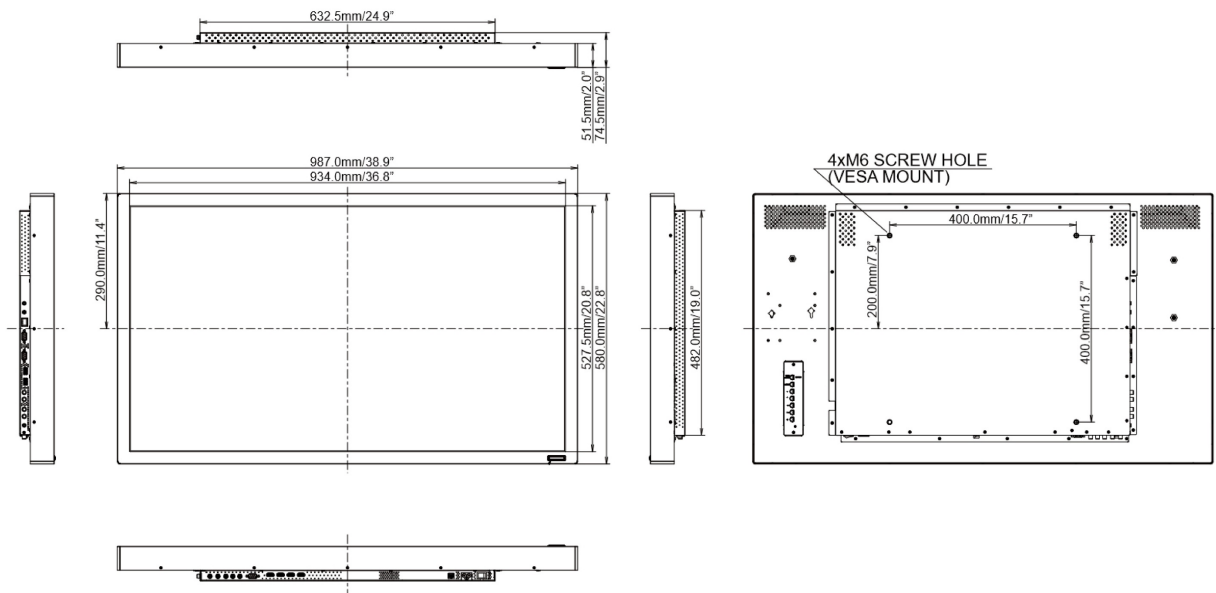 632.5mm/24.9"
51.5mm/2.0"
74.5mm/2.9"
987.0mm/38.9"
934.0mm/36.8"
290.0mm/11.4"
527.5mm/20.8"
580.0mm/22.8"
482.0mm/19.0"
4xM6 SCREW HOLE
(VESA MOUNT)
400.0mm/15.7"
200.0mm/7.9"
400.0mm/15.7"